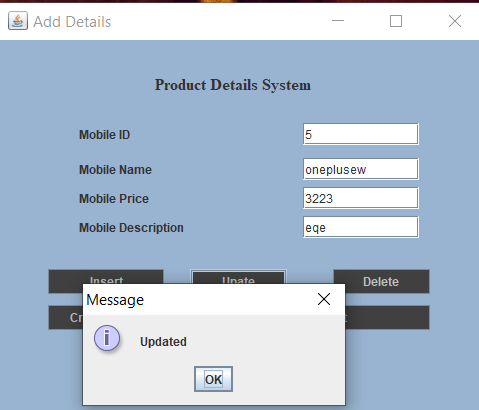 Add Details
Product Details System
Mobile ID 5
Mobile Name oneplusew
Mobile Price 3223
Mobile Description eqe
Insert Upate Delete
Message
Updated
OK